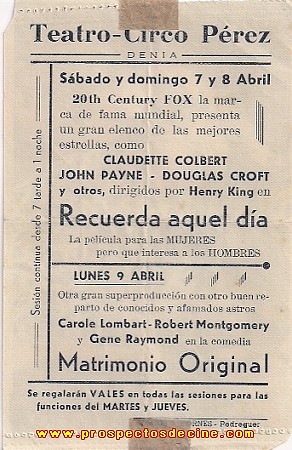 Teatro-Circo Pérez
DENIA
Sesión continua desde 7 tarde a 1 noche
Sábado y domingo 7 y 8 Abril
20th Century FOX la mar-
ca de fama mundial, presenta
un gran elenco de las mejores
estrellas, como
CLAUDETTE COLBERT
JOHN PAYNE - DOUGLAS CROFT
y otros, dirigidos por Henry King en
Recuerda aquel día
La película para las MUJERES
pero que interesa a los HOMBRES
LUNES 9 ABRIL
Otra gran superproducción con otro buen re-
parto de conocidos y afamados astros
Carole Lombart - Robert Montgomery
y Gene Raymond en la comedia
Matrimonio Original
Se regalarán VALES en todas las sesiones para las
funciones del MARTES y JUEVES.
- Pedreguer
www.prospectosdecine.com